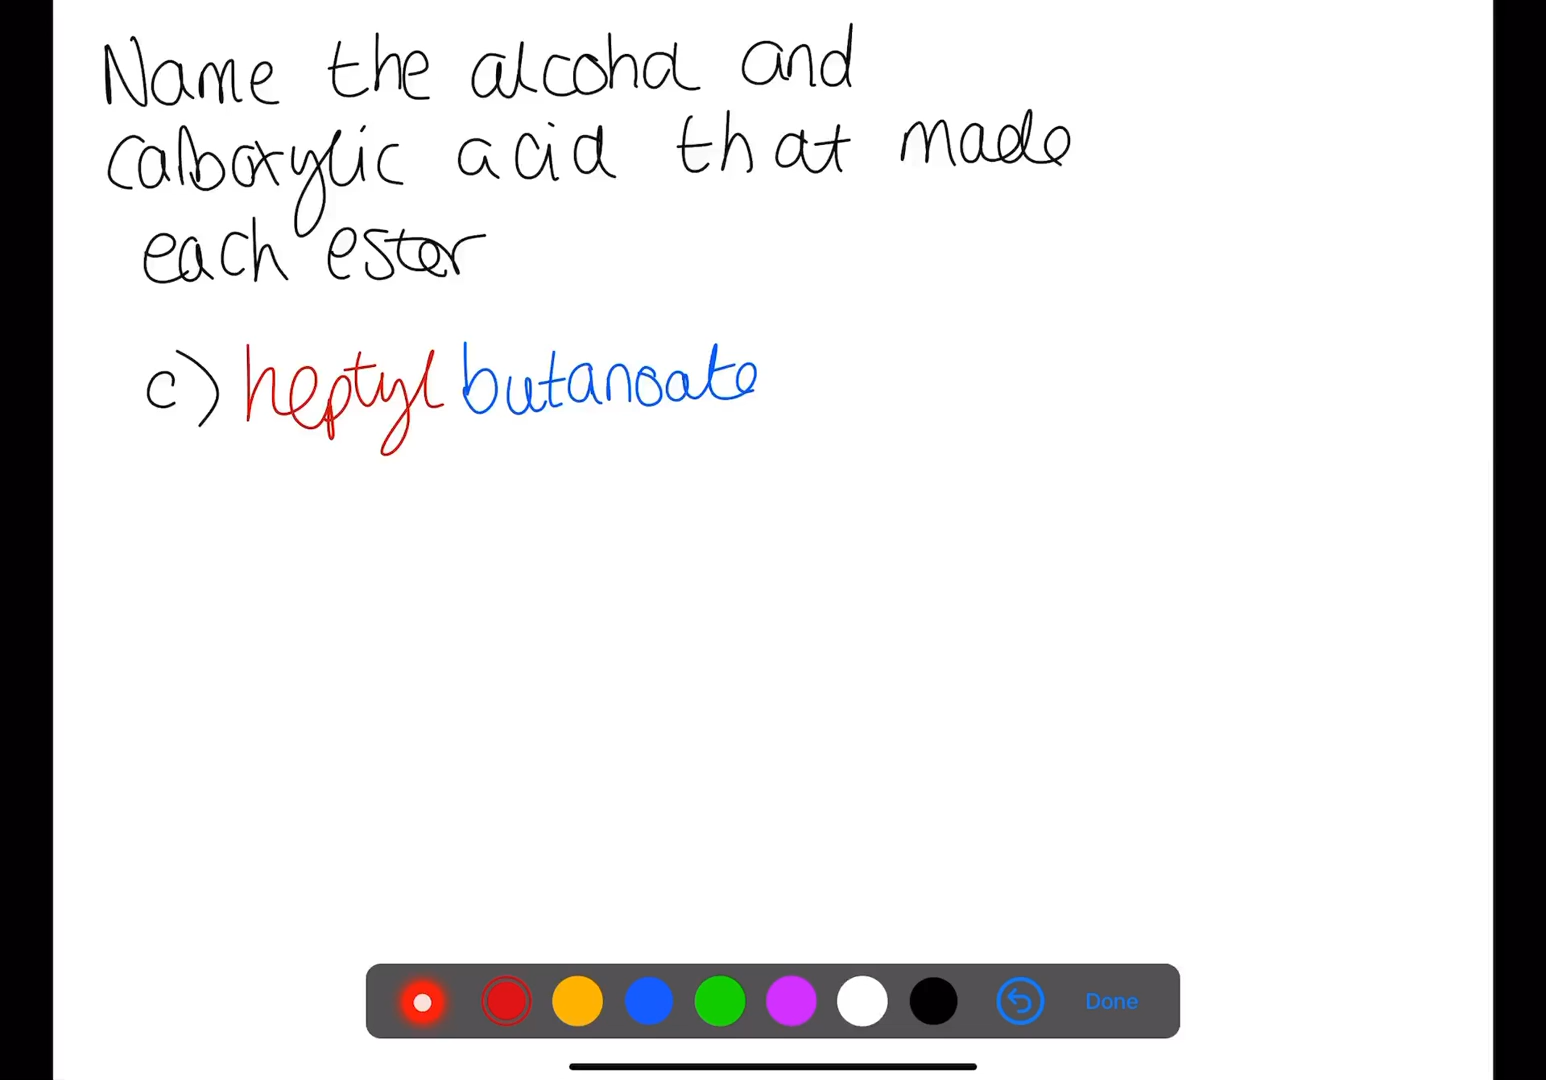 Name the alcohol and
carboxylic acid that made
each ester
c) heptyl butanoate
Done